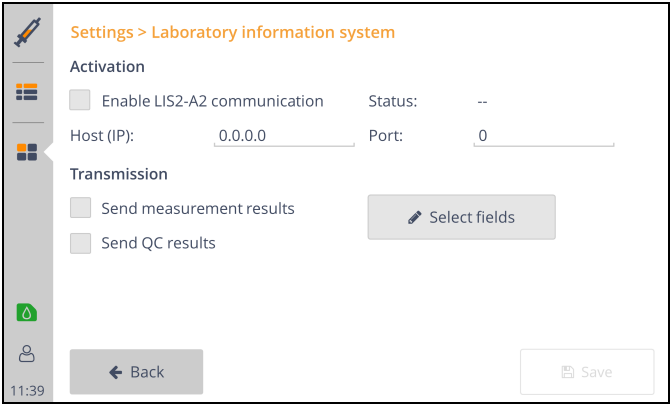 Settings > Laboratory information system
Activation
Enable LIS2-A2 communication Status: --
Host (IP): 0.0.0.0 Port: 0
Transmission
Send measurement results
Select fields
Send QC results
Back Save
11:39